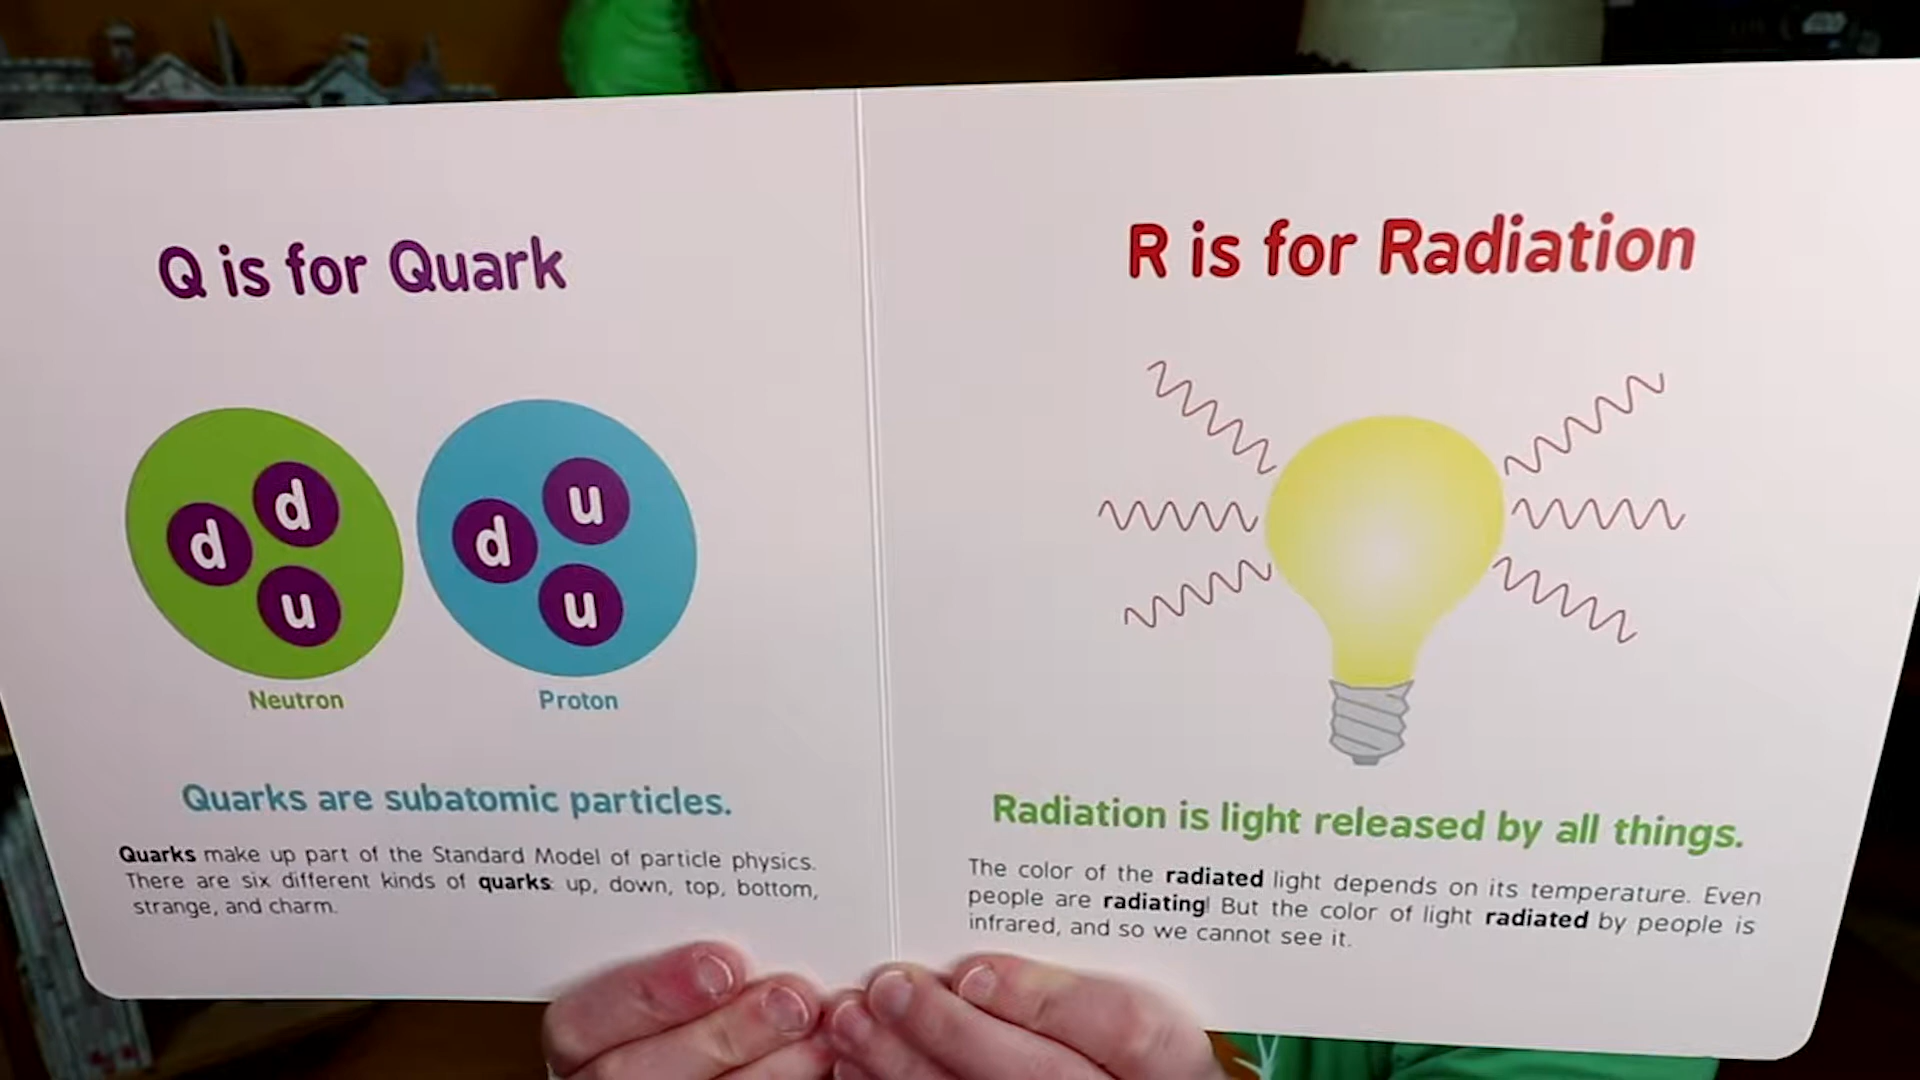 Q is for Quark
d
d
u
d
u
u
Neutron
Proton
Quarks are subatomic particles.
Quarks make up part of the Standard Model of particle physics.
There are six different kinds of quarks: up, down, top, bottom,
strange, and charm.
R is for Radiation
Radiation is light released by all things.
The color of the radiated light depends on its temperature. Even
people are radiating! But the color of light radiated by people is
infrared, and so we cannot see it.